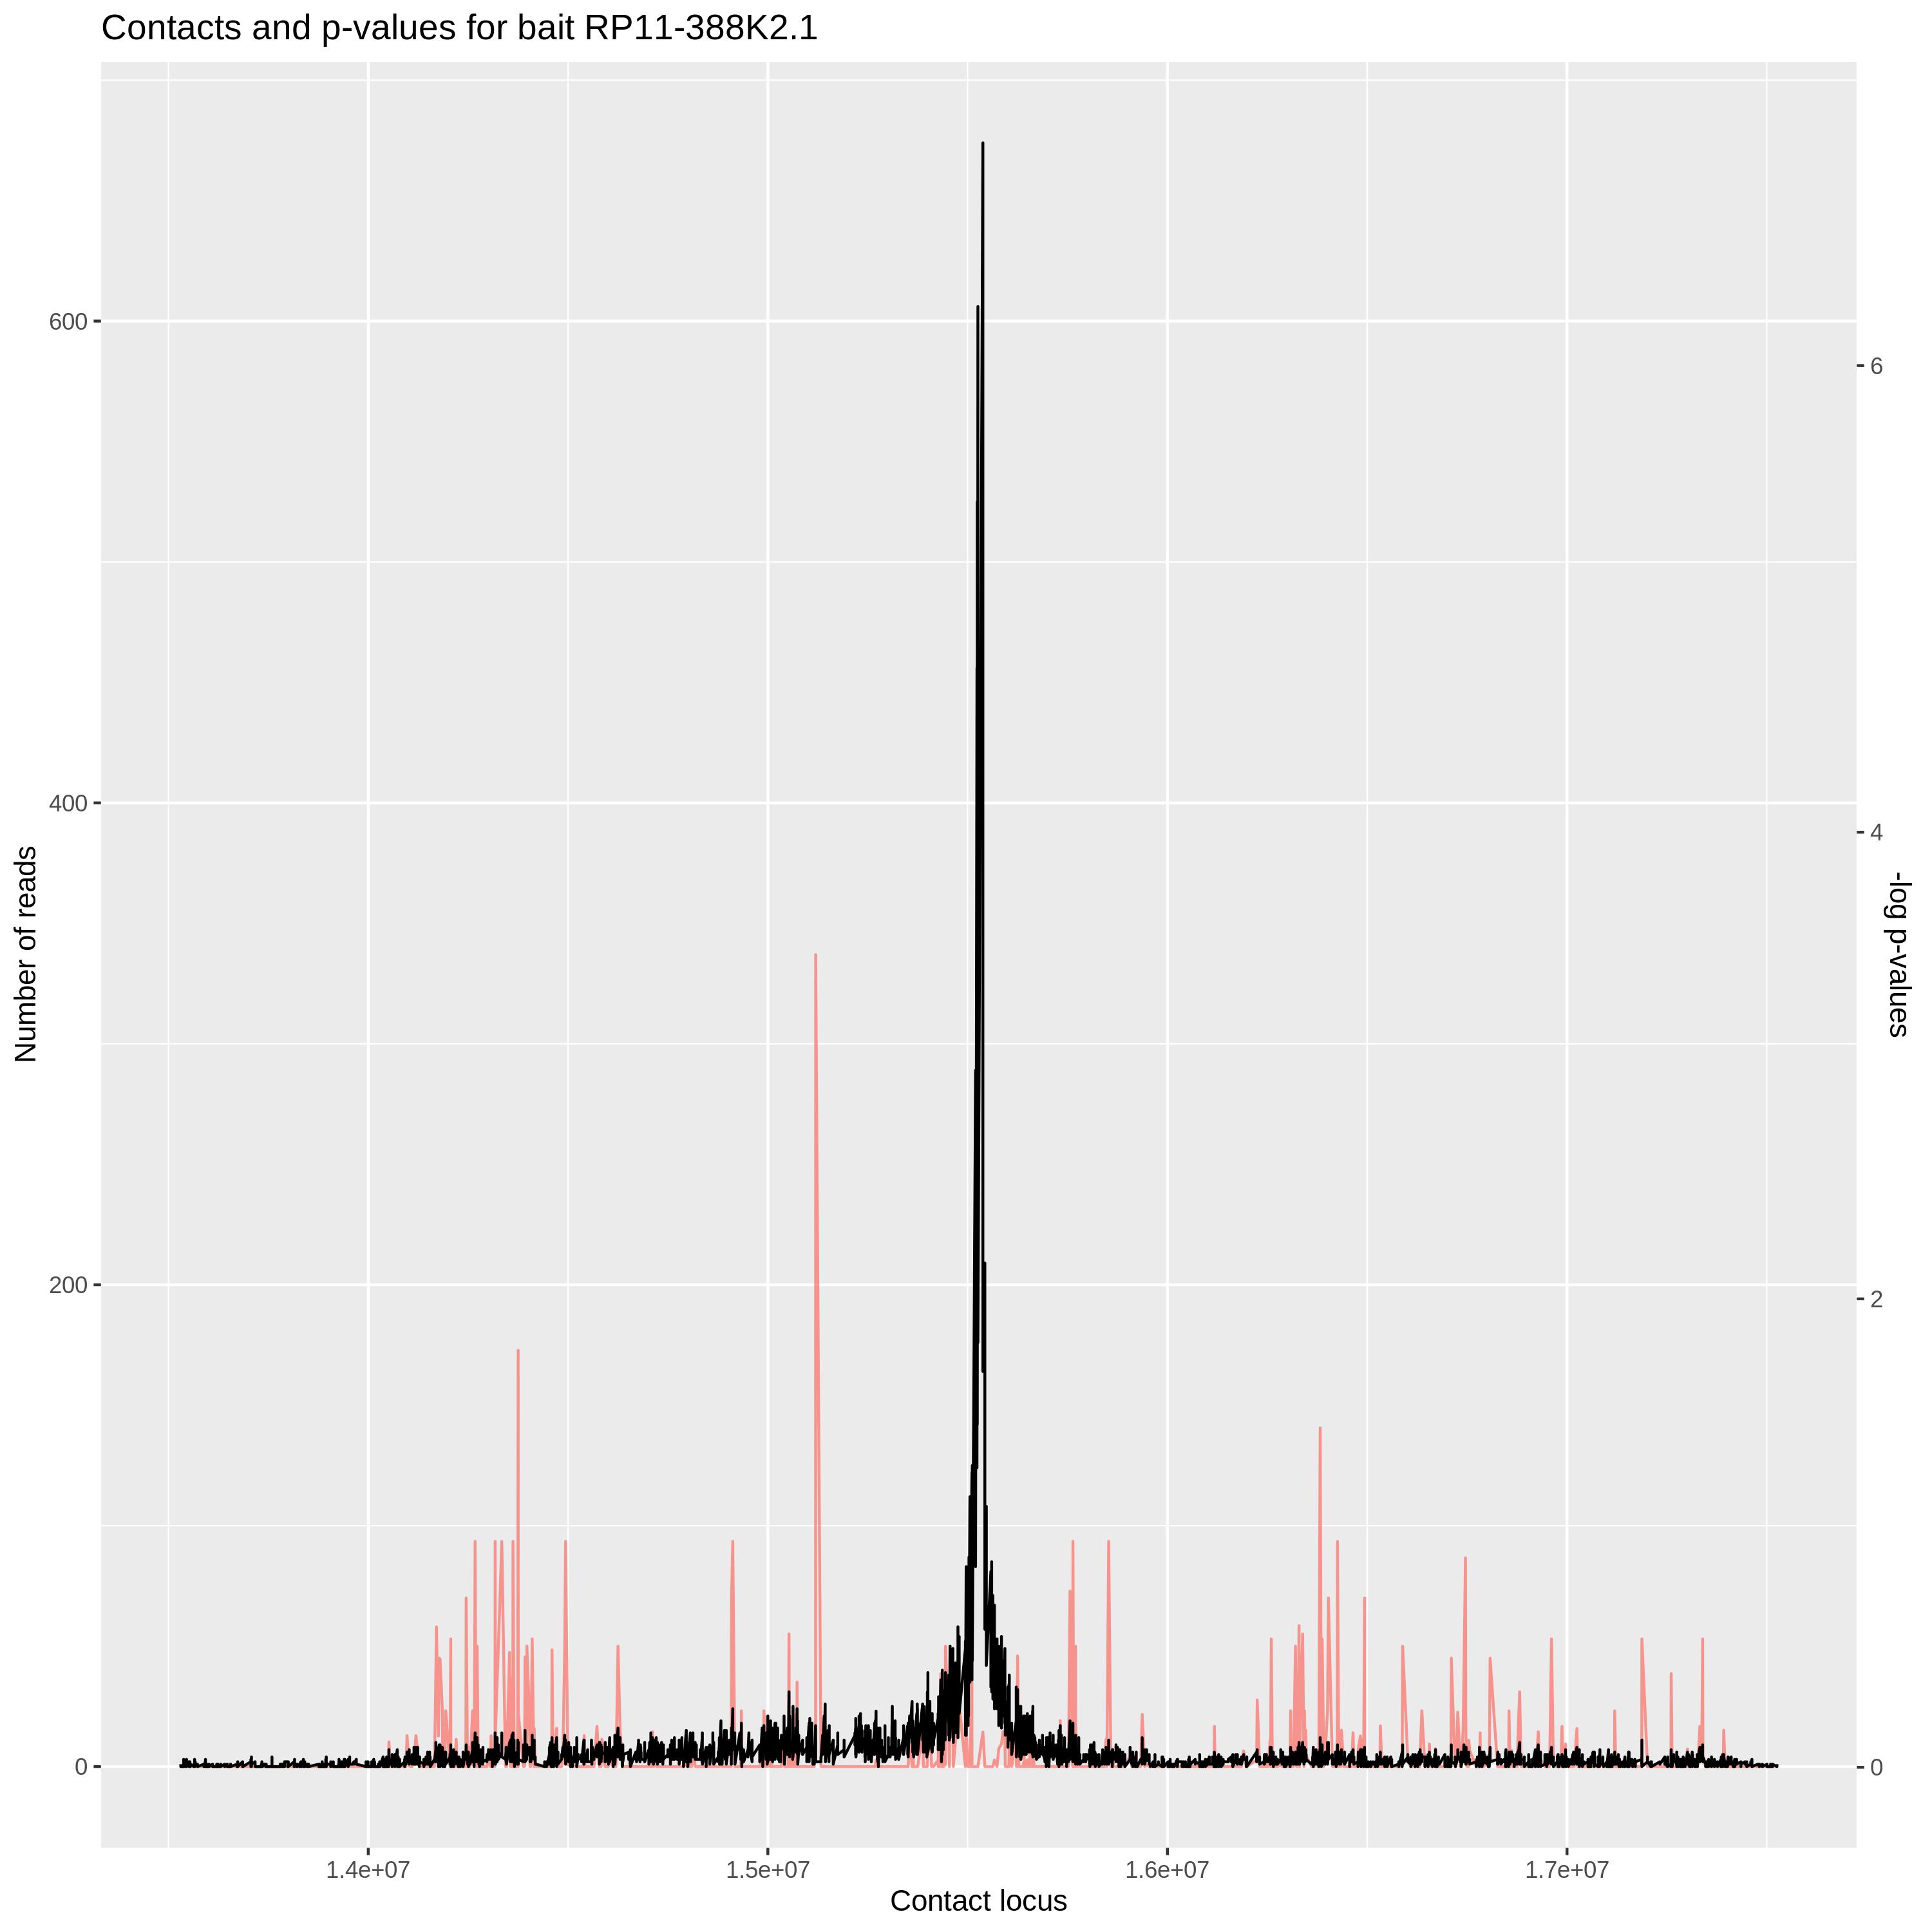 Contacts and p-values for bait RP11-388K2.1
Number of reads
600
400
200
0
6
4
2
0
-log p-values
1.4e+07
1.5e+07
1.6e+07
1.7e+07
Contact locus